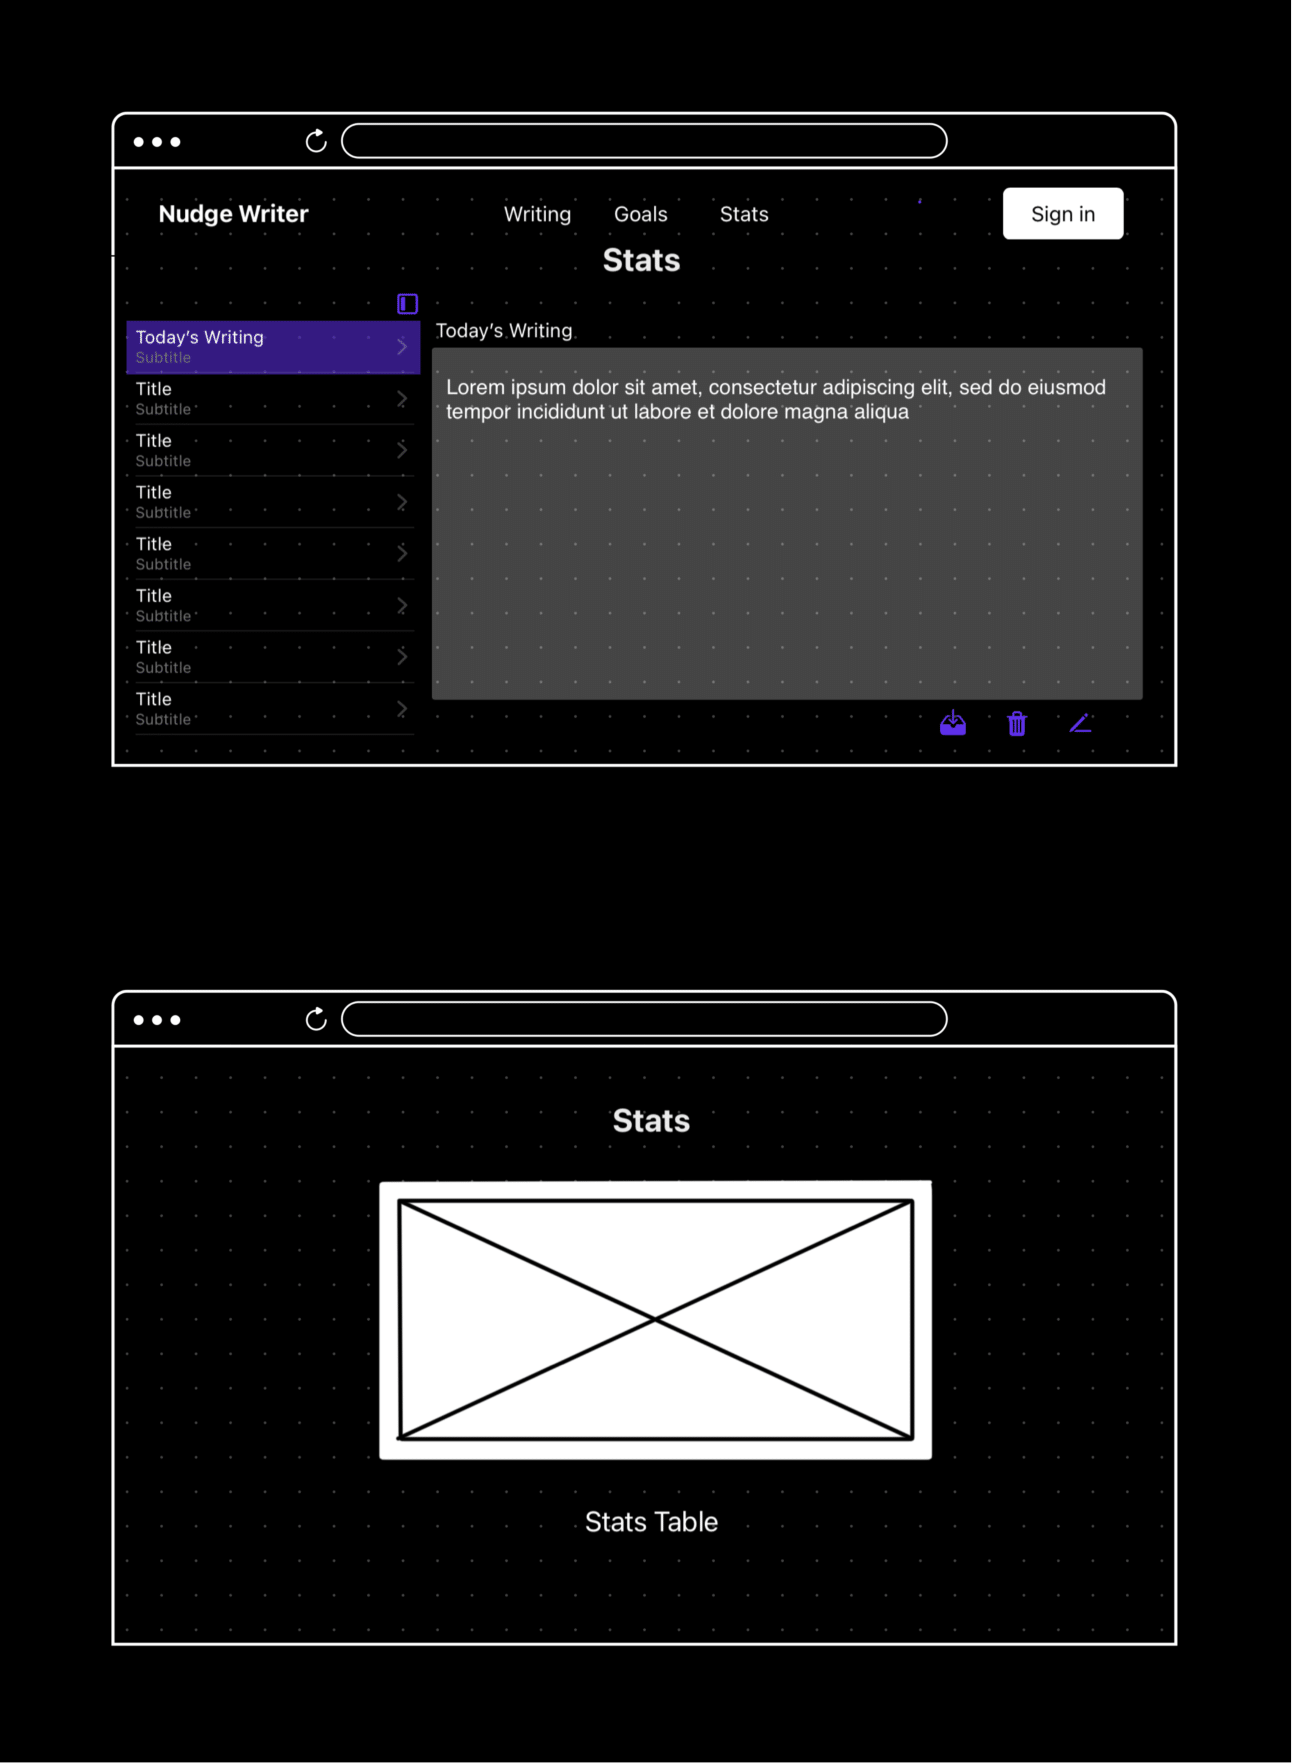 Nudge Writer
Writing
Goals
Stats
Sign in
Stats
Today’s Writing
Subtitle
Title
Subtitle
Title
Subtitle
Title
Subtitle
Title
Subtitle
Title
Subtitle
Title
Subtitle
Title
Subtitle
Today’s Writing
Lorem ipsum dolor sit amet, consectetur adipiscing elit, sed do eiusmod
tempor incididunt ut labore et dolore magna aliqua
Stats
Stats Table